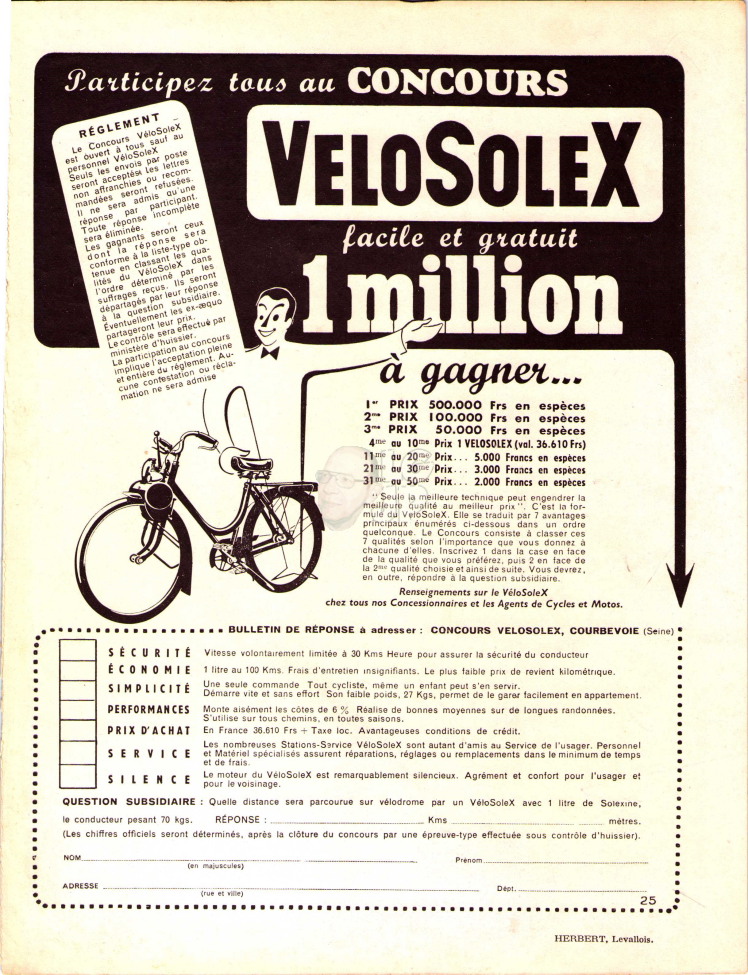 Participez tous au CONCOURS
VELOSOLEX
facile et gratuit
1 million
à gagner...
RÉGLEMENT
Le Concours VéloSoleX
est ouvert à tous sauf au
personnel VéloSoleX
Seuls les envois par poste
seront acceptés les lettres
non affranchies ou recom-
mandées seront refusées.
Il ne sera admis qu'une
réponse par participant.
Toute réponse incomplète
sera éliminée.
Les gagnants seront ceux
dont la réponse sera
conforme à la liste-type ob-
tenue en classant les qua-
lités du VéloSoleX dans
l'ordre déterminé par les
suffrages reçus. Ils seront
départagés par leur réponse
à la question subsidiaire.
Éventuellement les ex-æquo
partageront leur prix.
Le contrôle sera effectué par
ministère d'huissier.
La participation au concours
implique l'acceptation pleine
et entière du règlement. Au-
cune contestation ou récla-
mation ne sera admise
1er PRIX 500.000 Frs en espèces
2me PRIX 100.000 Frs en espèces
3me PRIX 50.000 Frs en espèces
4me au 10me Prix 1 VELOSOLEX (val. 36.610 Frs)
11me au 20me Prix... 5.000 Francs en espèces
21me au 30me Prix... 3.000 Francs en espèces
31me au 50me Prix... 2.000 Francs en espèces
"Seule la meilleure technique peut engendrer la
meilleure qualité au meilleur prix". C'est la for-
mule du VéloSoleX. Elle se traduit par 7 avantages
principaux énumérés ci-dessous dans un ordre
quelconque. Le Concours consiste à classer ces
7 qualités selon l'importance que vous donnez à
chacune d'elles. Inscrivez 1 dans la case en face
de la qualité que vous préférez, puis 2 en face de
la 2me qualité choisie et ainsi de suite. Vous devrez,
en outre, répondre à la question subsidiaire.
Renseignements sur le VéloSoleX
chez tous nos Concessionnaires et les Agents de Cycles et Motos.
BULLETIN DE RÉPONSE à adresser : CONCOURS VELOSOLEX, COURBEVOIE (Seine)
SÉCURITÉ Vitesse volontairement limitée à 30 Kms Heure pour assurer la sécurité du conducteur
ÉCONOMIE 1 litre au 100 Kms. Frais d'entretien insignifiants. Le plus faible prix de revient kilométrique.
SIMPLICITÉ Une seule commande Tout cycliste, même un enfant peut s'en servir.
Démarre vite et sans effort Son faible poids, 27 Kgs, permet de le garer facilement en appartement.
PERFORMANCES Monte aisément les côtes de 6 % Réalise de bonnes moyennes sur de longues randonnées.
S'utilise sur tous chemins, en toutes saisons.
PRIX D'ACHAT En France 36.610 Frs + Taxe loc. Avantageuses conditions de crédit.
SERVICE Les nombreuses Stations-Service VéloSoleX sont autant d'amis au Service de l'usager. Personnel
et Matériel spécialisés assurent réparations, réglages ou remplacements dans le minimum de temps
et de frais.
SILENCE Le moteur du VéloSoleX est remarquablement silencieux. Agrément et confort pour l'usager et
pour le voisinage.
QUESTION SUBSIDIAIRE : Quelle distance sera parcourue sur vélodrome par un VéloSoleX avec 1 litre de Solexine,
le conducteur pesant 70 kgs. RÉPONSE : Kms mètres.
(Les chiffres officiels seront déterminés, après la clôture du concours par une épreuve-type effectuée sous contrôle d'huissier).
NOM Prénom
(en majuscules)
ADRESSE Dépt.
(rue et ville)
25
HERBERT, Levallois.